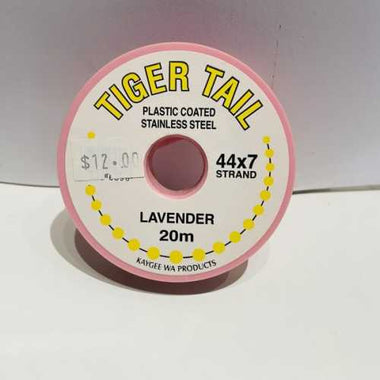 TIGER TAIL
PLASTIC COATED
STAINLESS STEEL
$12.00
44x7
STRAND
LAVENDER
20m
KAYGEE WA PRODUCTS